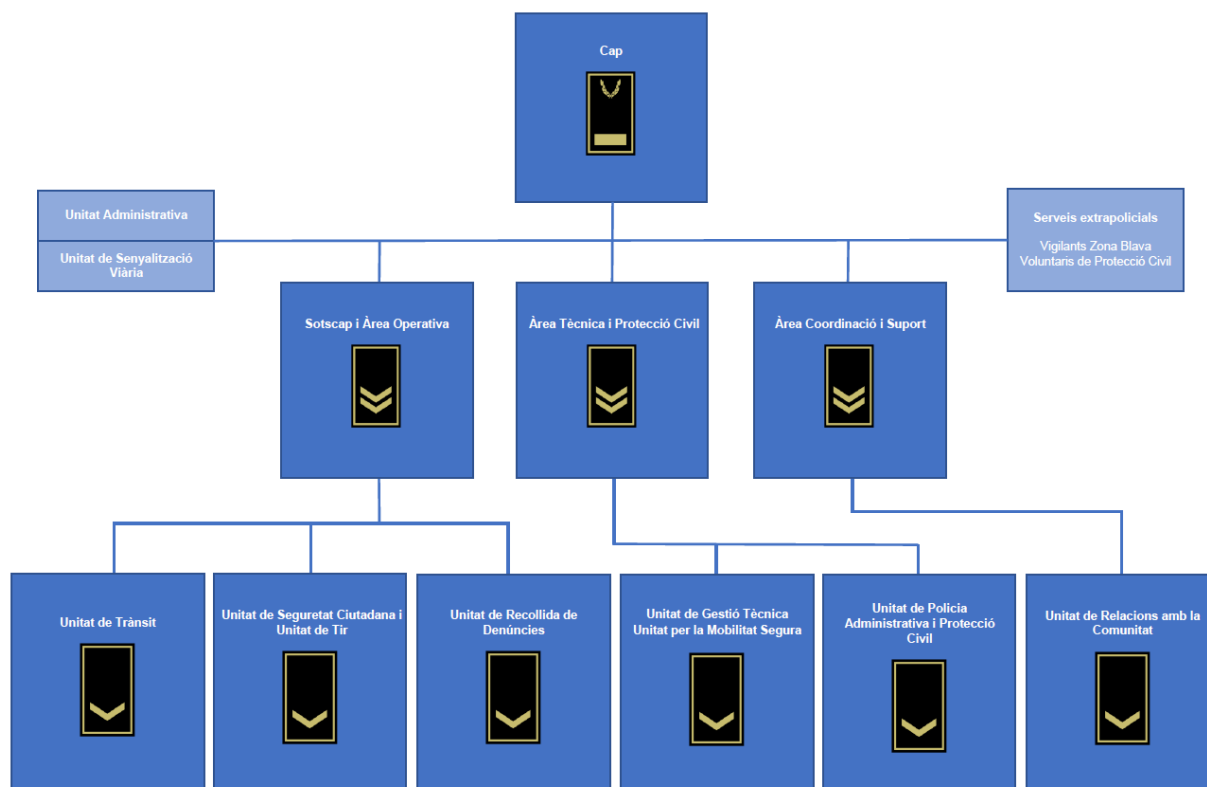 Cap
Unitat Administrativa
Unitat de Senyalització
Viària
Serveis extrapolicials
Vigilants Zona Blava
Voluntaris de Protecció Civil
Sotscap i Àrea Operativa
Àrea Tècnica i Protecció Civil
Àrea Coordinació i Suport
Unitat de Trànsit
Unitat de Seguretat Ciutadana i
Unitat de Tir
Unitat de Recollida de
Denúncies
Unitat de Gestió Tècnica
Unitat per la Mobilitat Segura
Unitat de Policia
Administrativa i Protecció
Civil
Unitat de Relacions amb la
Comunitat